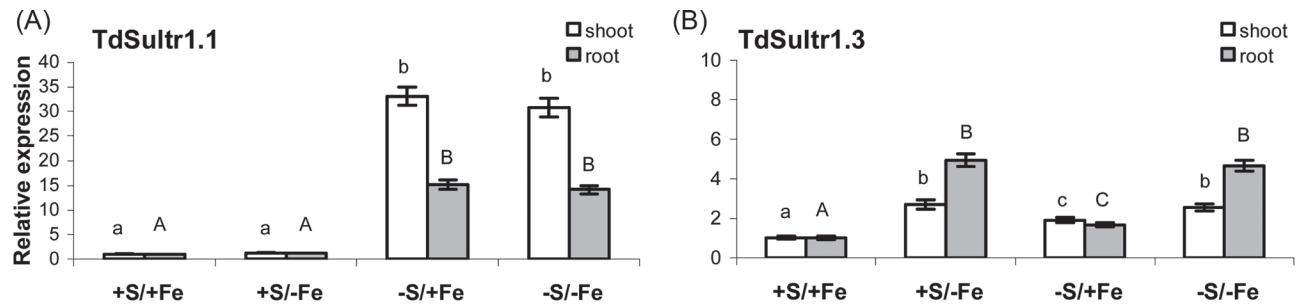 (A)
TdSultr1.1
shoot
root
Relative expression
40
35
30
25
20
15
10
5
0
a A a A b B b B
+S/+Fe +S/-Fe -S/+Fe -S/-Fe
(B)
TdSultr1.3
shoot
root
10
8
6
4
2
0
a A b B c C b B
+S/+Fe +S/-Fe -S/+Fe -S/-Fe